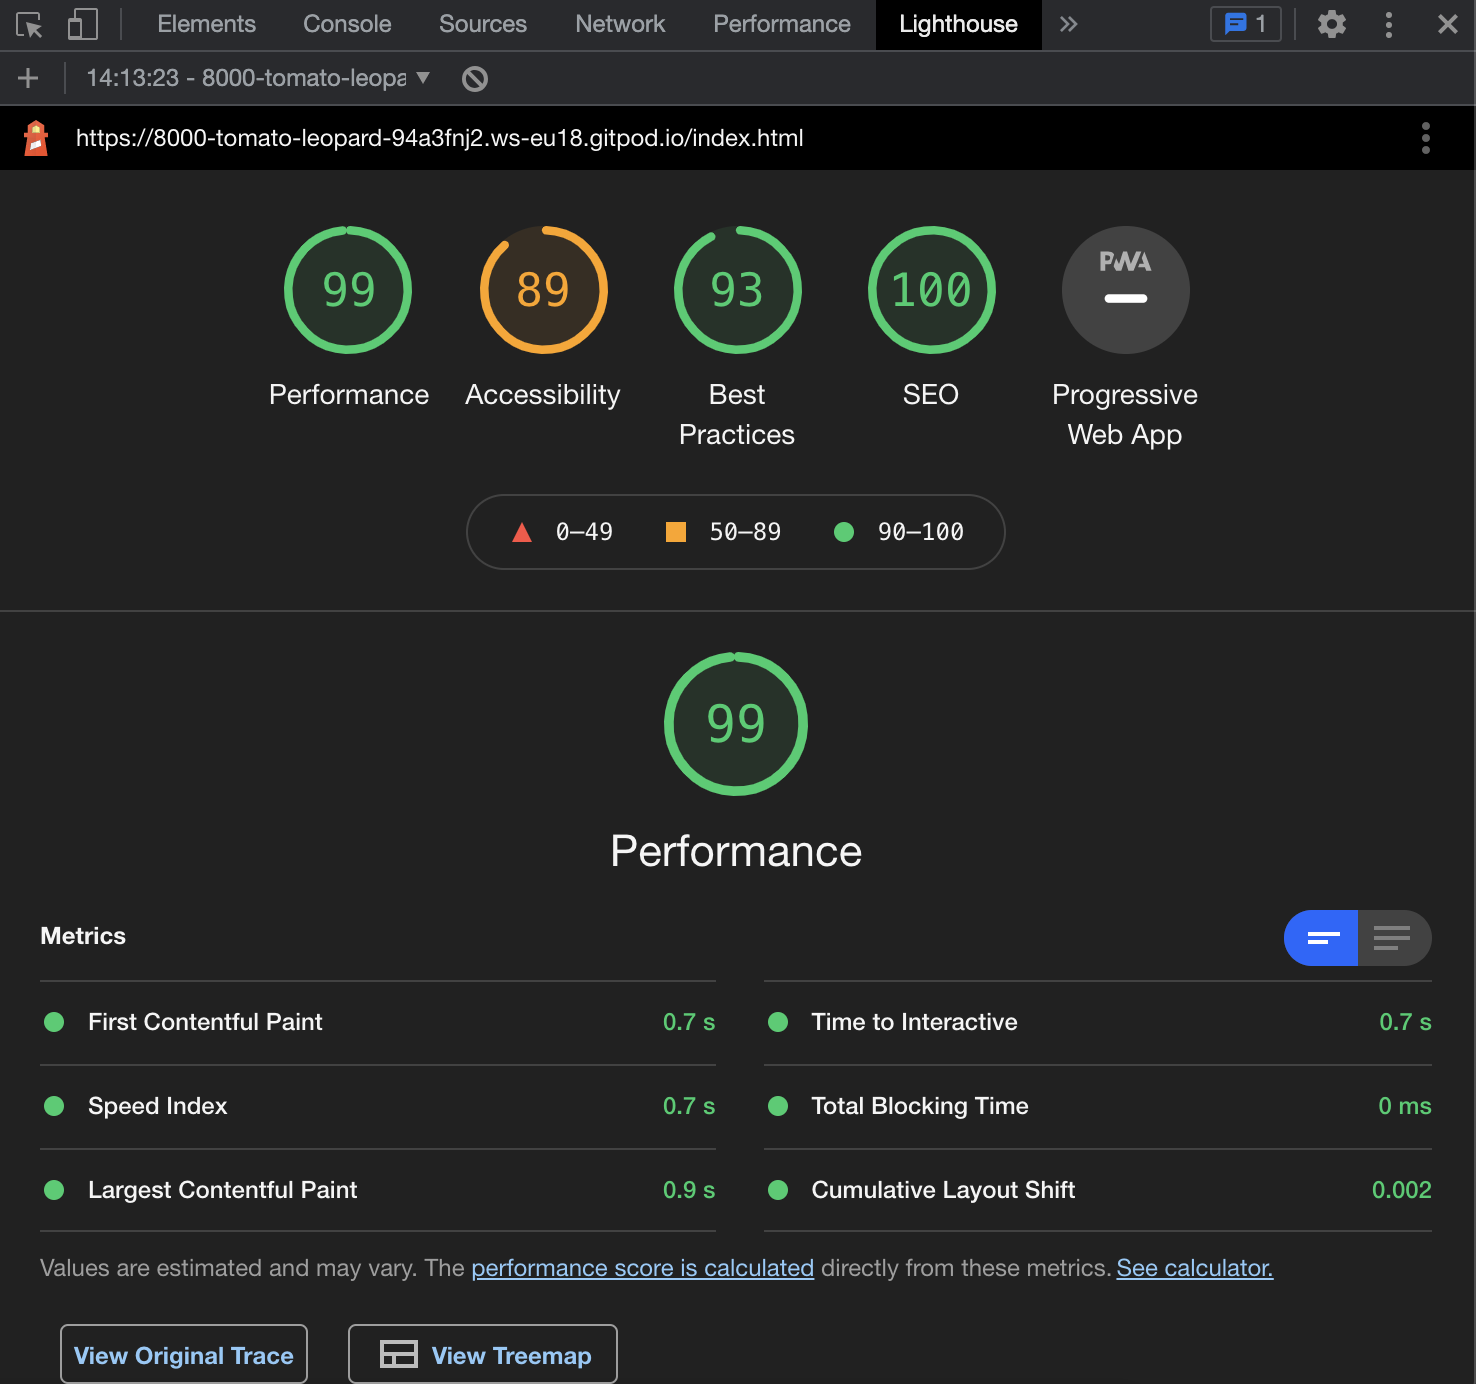 Elements Console Sources Network Performance Lighthouse 1
14:13:23 - 8000-tomato-leopa
https://8000-tomato-leopard-94a3fnj2.ws-eu18.gitpod.io/index.html
99 89 93 100 PWA
Performance Accessibility Best Practices SEO Progressive Web App
0–49 50–89 90–100
99
Performance
Metrics
First Contentful Paint 0.7 s
Time to Interactive 0.7 s
Speed Index 0.7 s
Total Blocking Time 0 ms
Largest Contentful Paint 0.9 s
Cumulative Layout Shift 0.002
Values are estimated and may vary. The performance score is calculated directly from these metrics. See calculator.
View Original Trace View Treemap